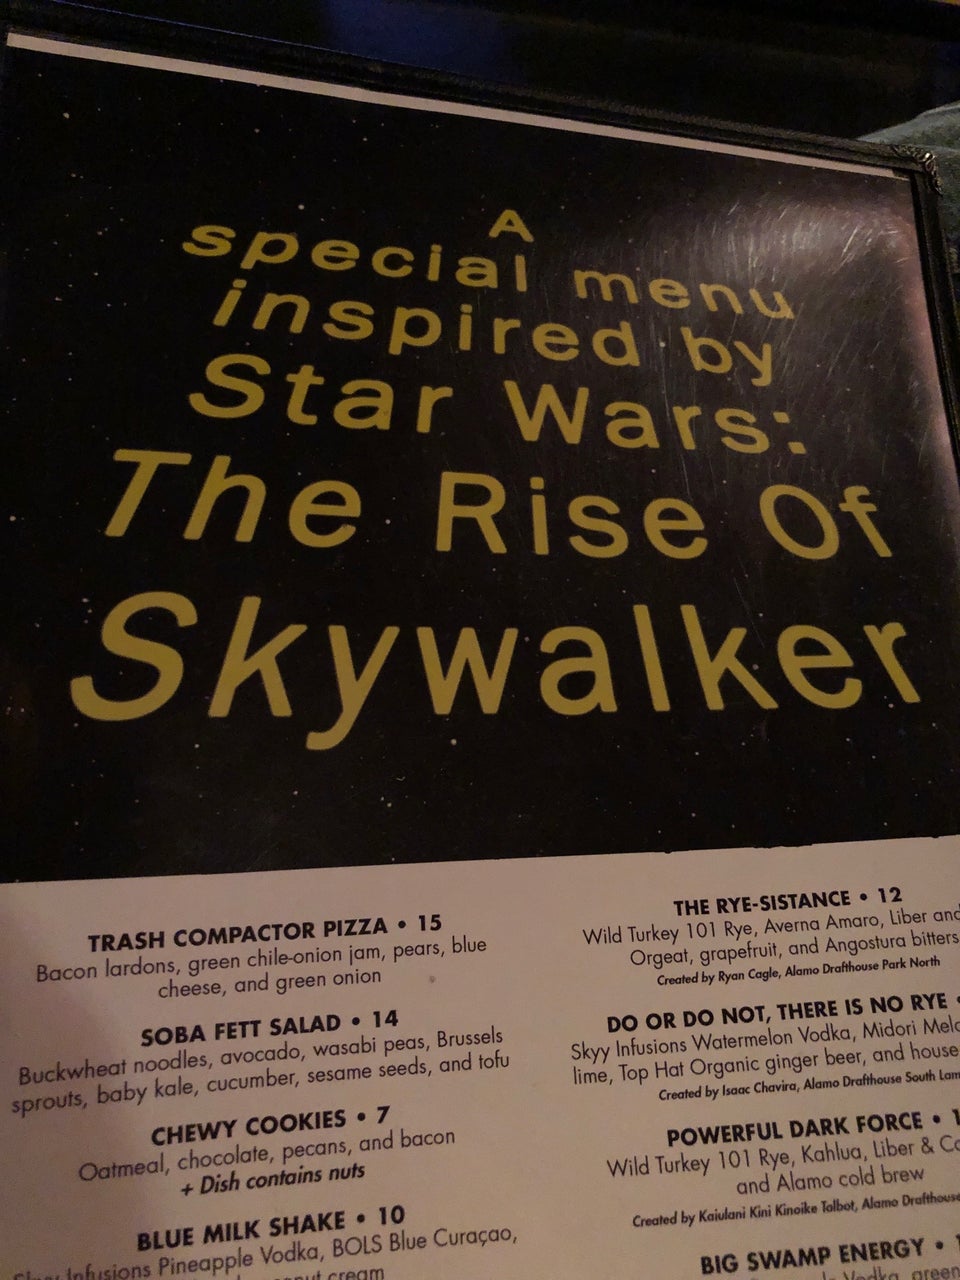 A
special menu
inspired by
Star Wars:
The Rise Of
Skywalker
TRASH COMPACTOR PIZZA • 15
Bacon lardons, green chile-onion jam, pears, blue
cheese, and green onion
SOBA FETT SALAD • 14
Buckwheat noodles, avocado, wasabi peas, Brussels
sprouts, baby kale, cucumber, sesame seeds, and tofu
CHEWY COOKIES • 7
Oatmeal, chocolate, pecans, and bacon
+ Dish contains nuts
BLUE MILK SHAKE • 10
Infusions Pineapple Vodka, BOLS Blue Curaçao,
cream
THE RYE-SISTANCE • 12
Wild Turkey 101 Rye, Averna Amaro, Liber and
Orgeat, grapefruit, and Angostura bitters
Created by Ryan Cagle, Alamo Drafthouse Park North
DO OR DO NOT, THERE IS NO RYE •
Skyy Infusions Watermelon Vodka, Midori
lime, Top Hat Organic ginger beer, and house
Created by Isaac Chavira, Alamo Drafthouse South
POWERFUL DARK FORCE •
Wild Turkey 101 Rye, Kahlua, Liber &
and Alamo cold brew
Created by Kaiulani Kini Kinoike Talbot, Alamo Drafthouse
BIG SWAMP ENERGY •
Vodka, green